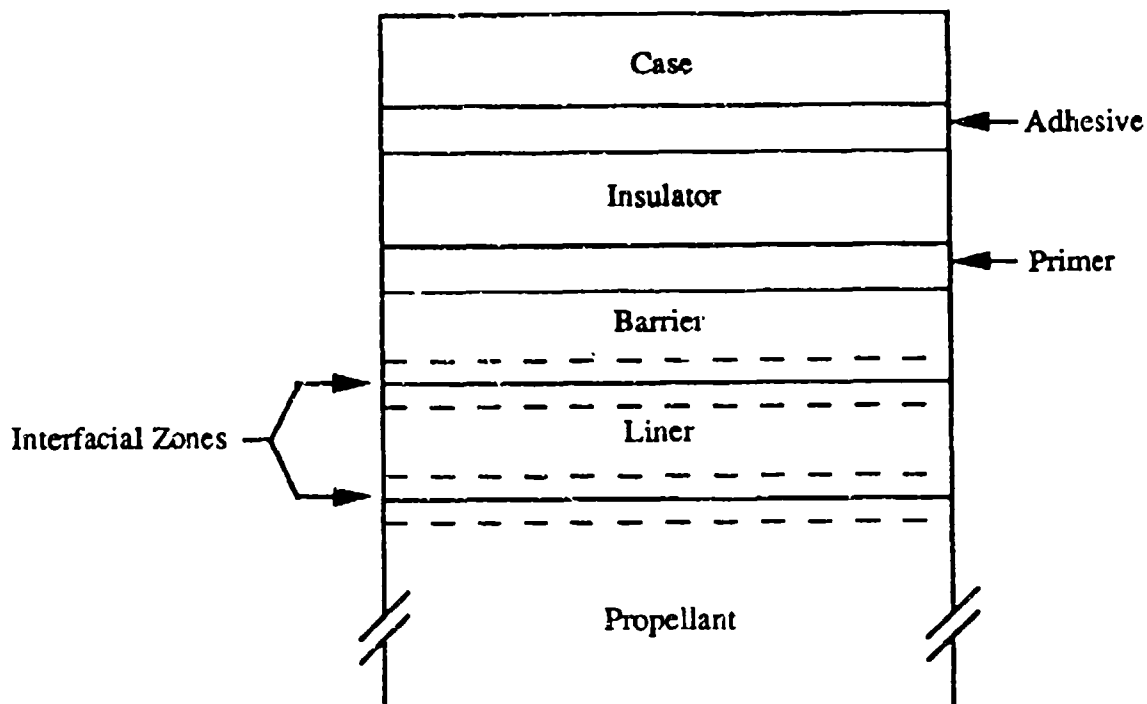 Case
Adhesive
Insulator
Primer
Barrier
Liner
Interfacial Zones
Propellant